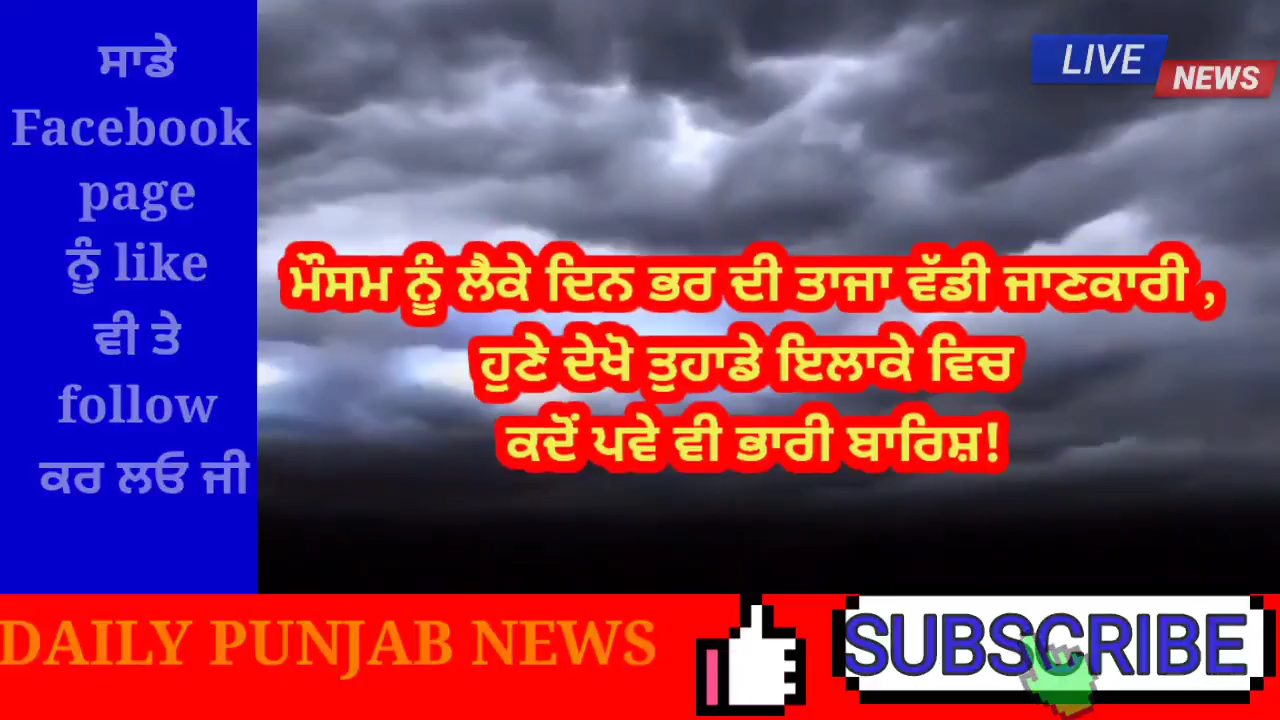 ਸਾਡੇ
Facebook
page
ਨੂੰ like
ਵੀ ਤੇ
follow
ਕਰ ਲਓ ਜੀ
LIVE
NEWS
ਮੌਸਮ ਨੂੰ ਲੈਕੇ ਦਿਨ ਭਰ ਦੀ ਤਾਜਾ ਵੱਡੀ ਜਾਣਕਾਰੀ ,
ਹੁਣੇ ਦੇਖੋ ਤੁਹਾਡੇ ਇਲਾਕੇ ਵਿਚ
ਕਦੋਂ ਪਵੇ ਵੀ ਭਾਰੀ ਬਾਰਿਸ਼!
DAILY PUNJAB NEWS
SUBSCRIBE